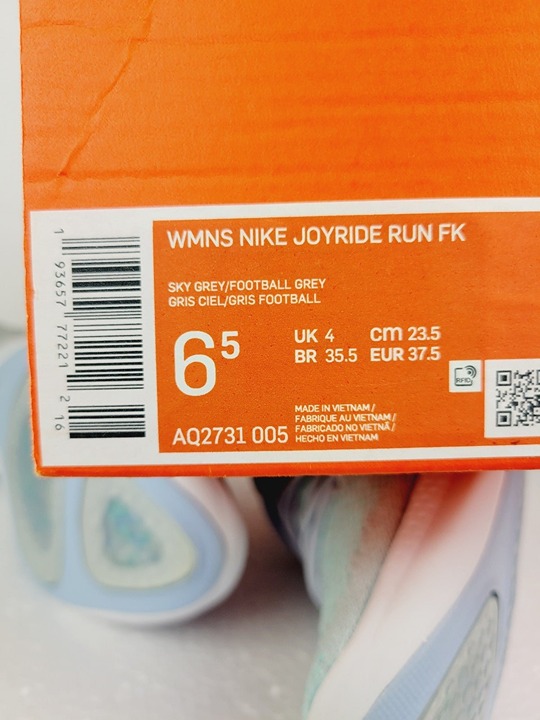 WMNS NIKE JOYRIDE RUN FK
SKY GREY/FOOTBALL GREY
GRIS CIEL/GRIS FOOTBALL
6 5
UK 4 cm 23.5
BR 35.5 EUR 37.5
RFID
AQ2731 005
MADE IN VIETNAM /
FABRIQUE AU VIETNAM /
FABRICADO NO VIETNÃ /
HECHO EN VIETNAM
1 93657 77221 2 16